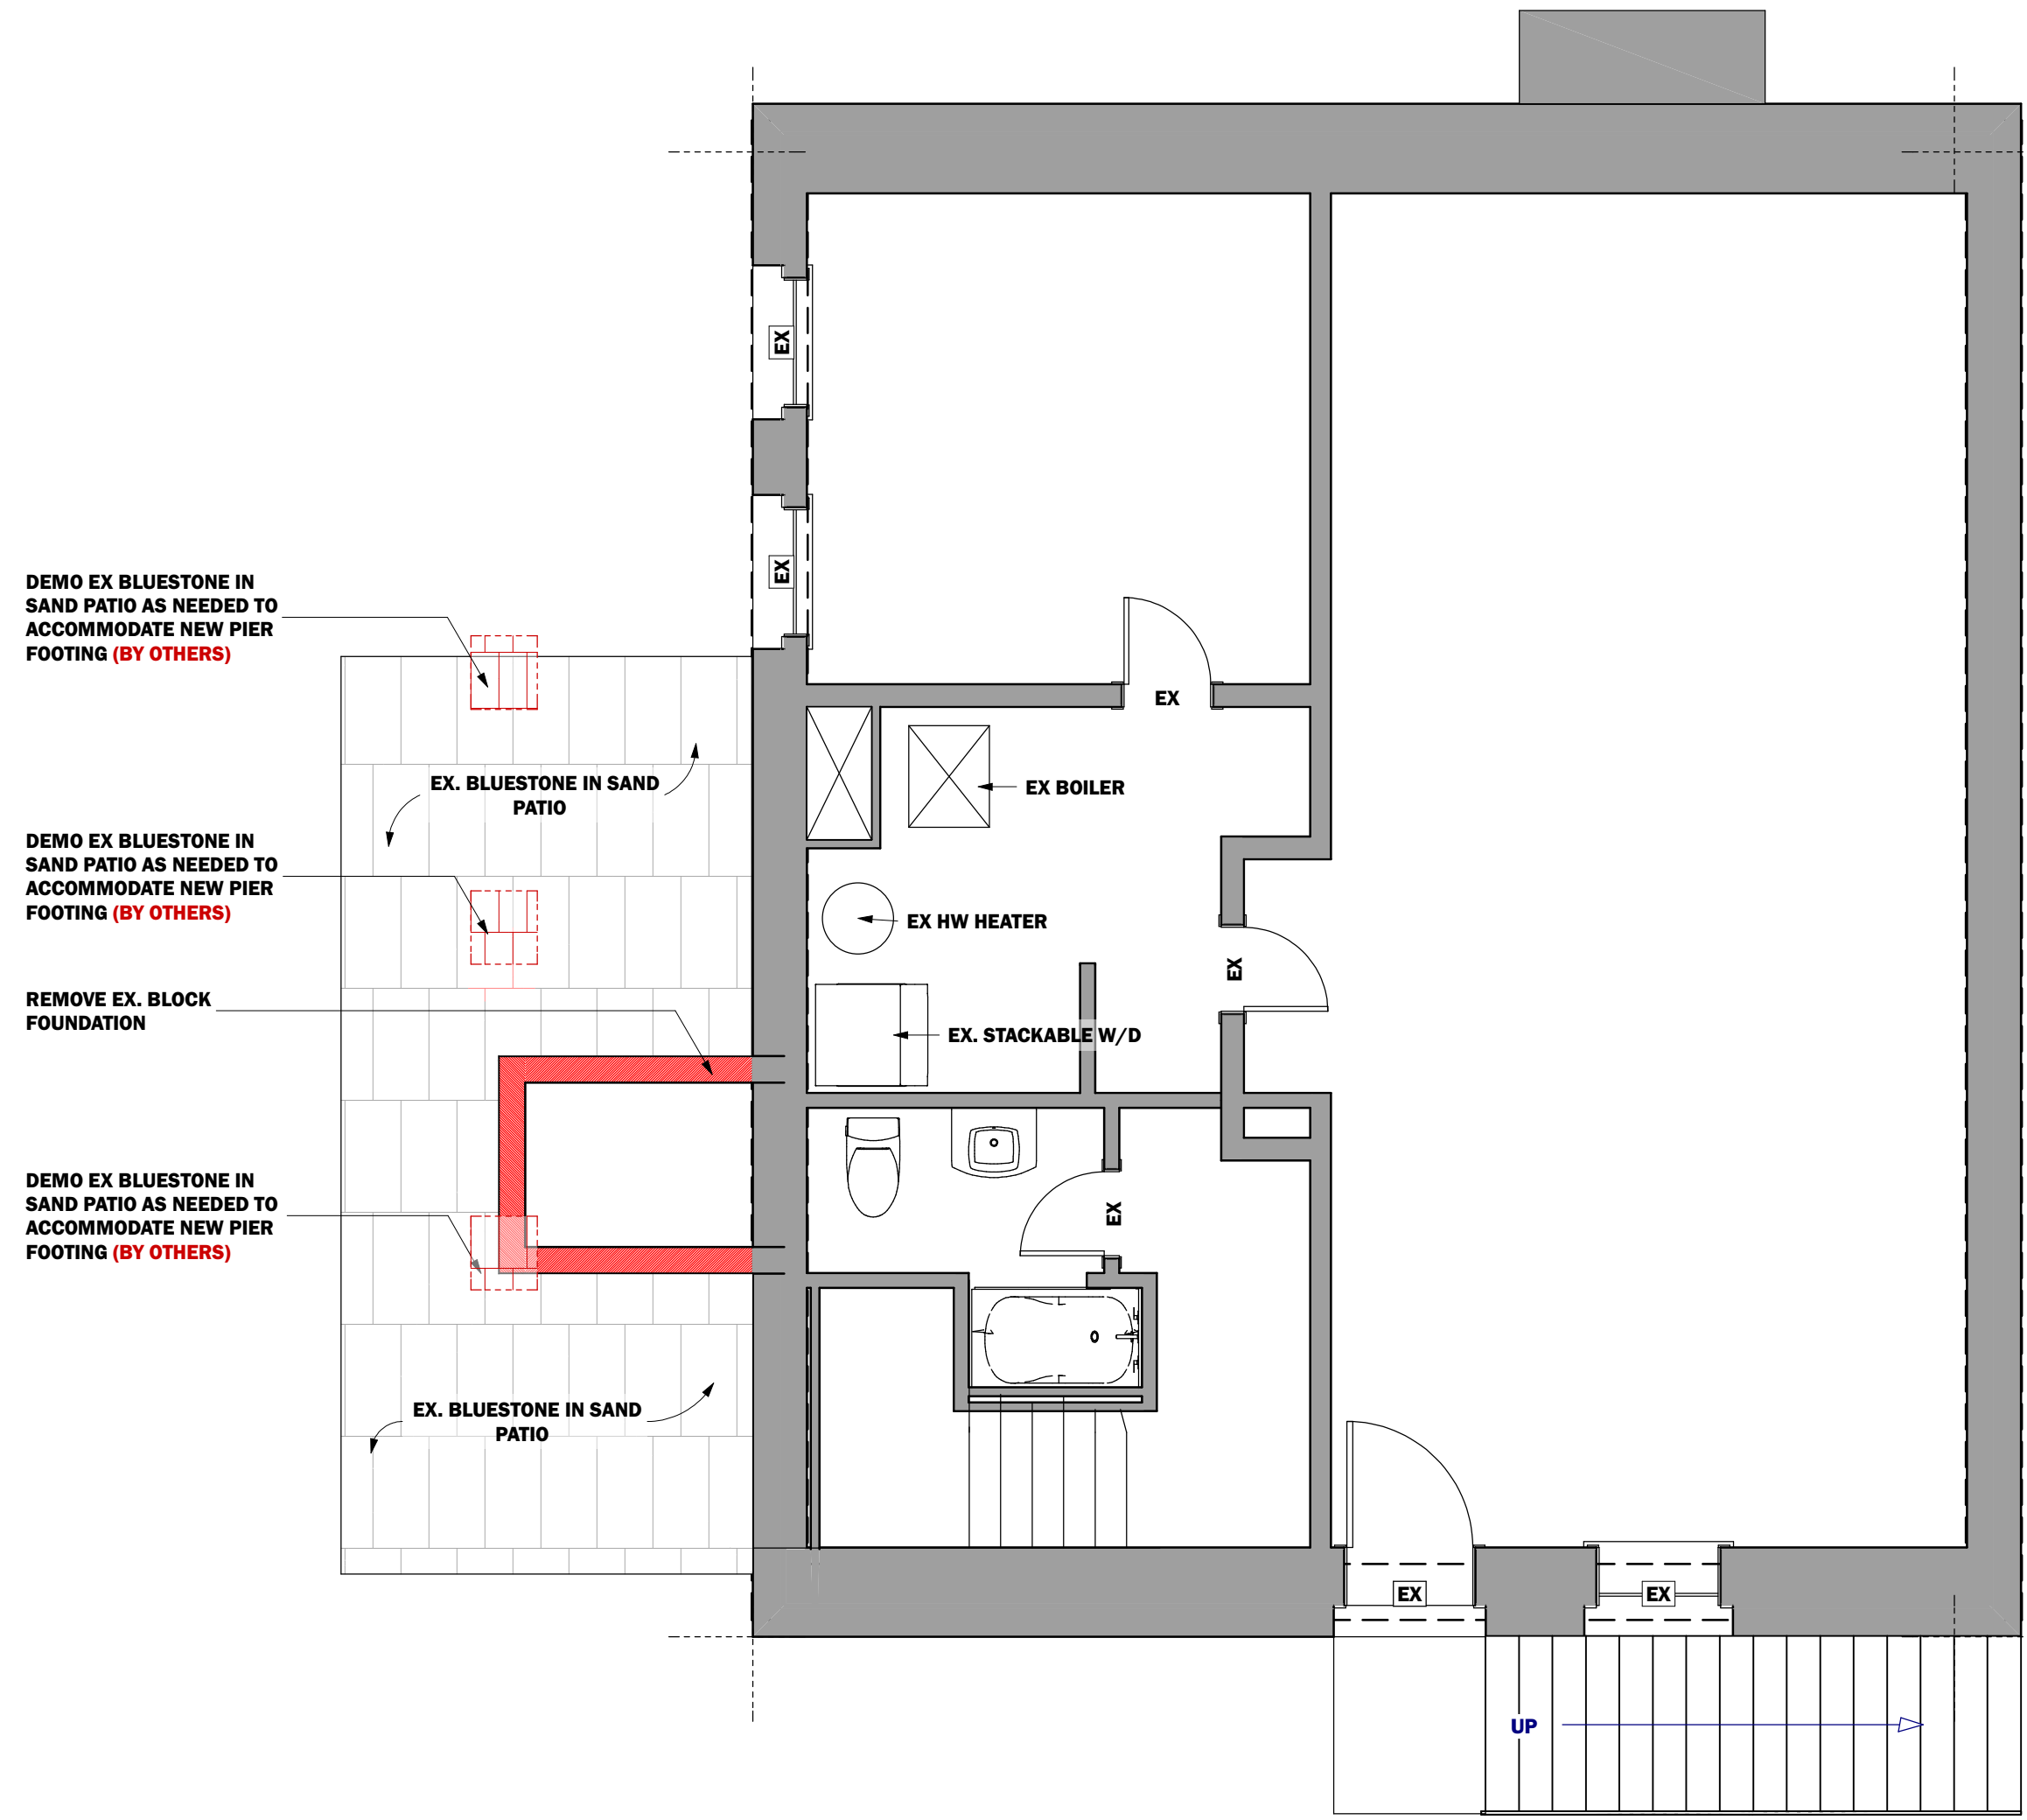 EX
EX
DEMO EX BLUESTONE IN
SAND PATIO AS NEEDED TO
ACCOMMODATE NEW PIER
FOOTING (BY OTHERS)
EX
EX. BLUESTONE IN SAND
PATIO
EX BOILER
DEMO EX BLUESTONE IN
SAND PATIO AS NEEDED TO
ACCOMMODATE NEW PIER
FOOTING (BY OTHERS)
EX HW HEATER
EX
REMOVE EX. BLOCK
FOUNDATION
EX. STACKABLE W/D
DEMO EX BLUESTONE IN
SAND PATIO AS NEEDED TO
ACCOMMODATE NEW PIER
FOOTING (BY OTHERS)
EX
EX. BLUESTONE IN SAND
PATIO
EX
EX
UP